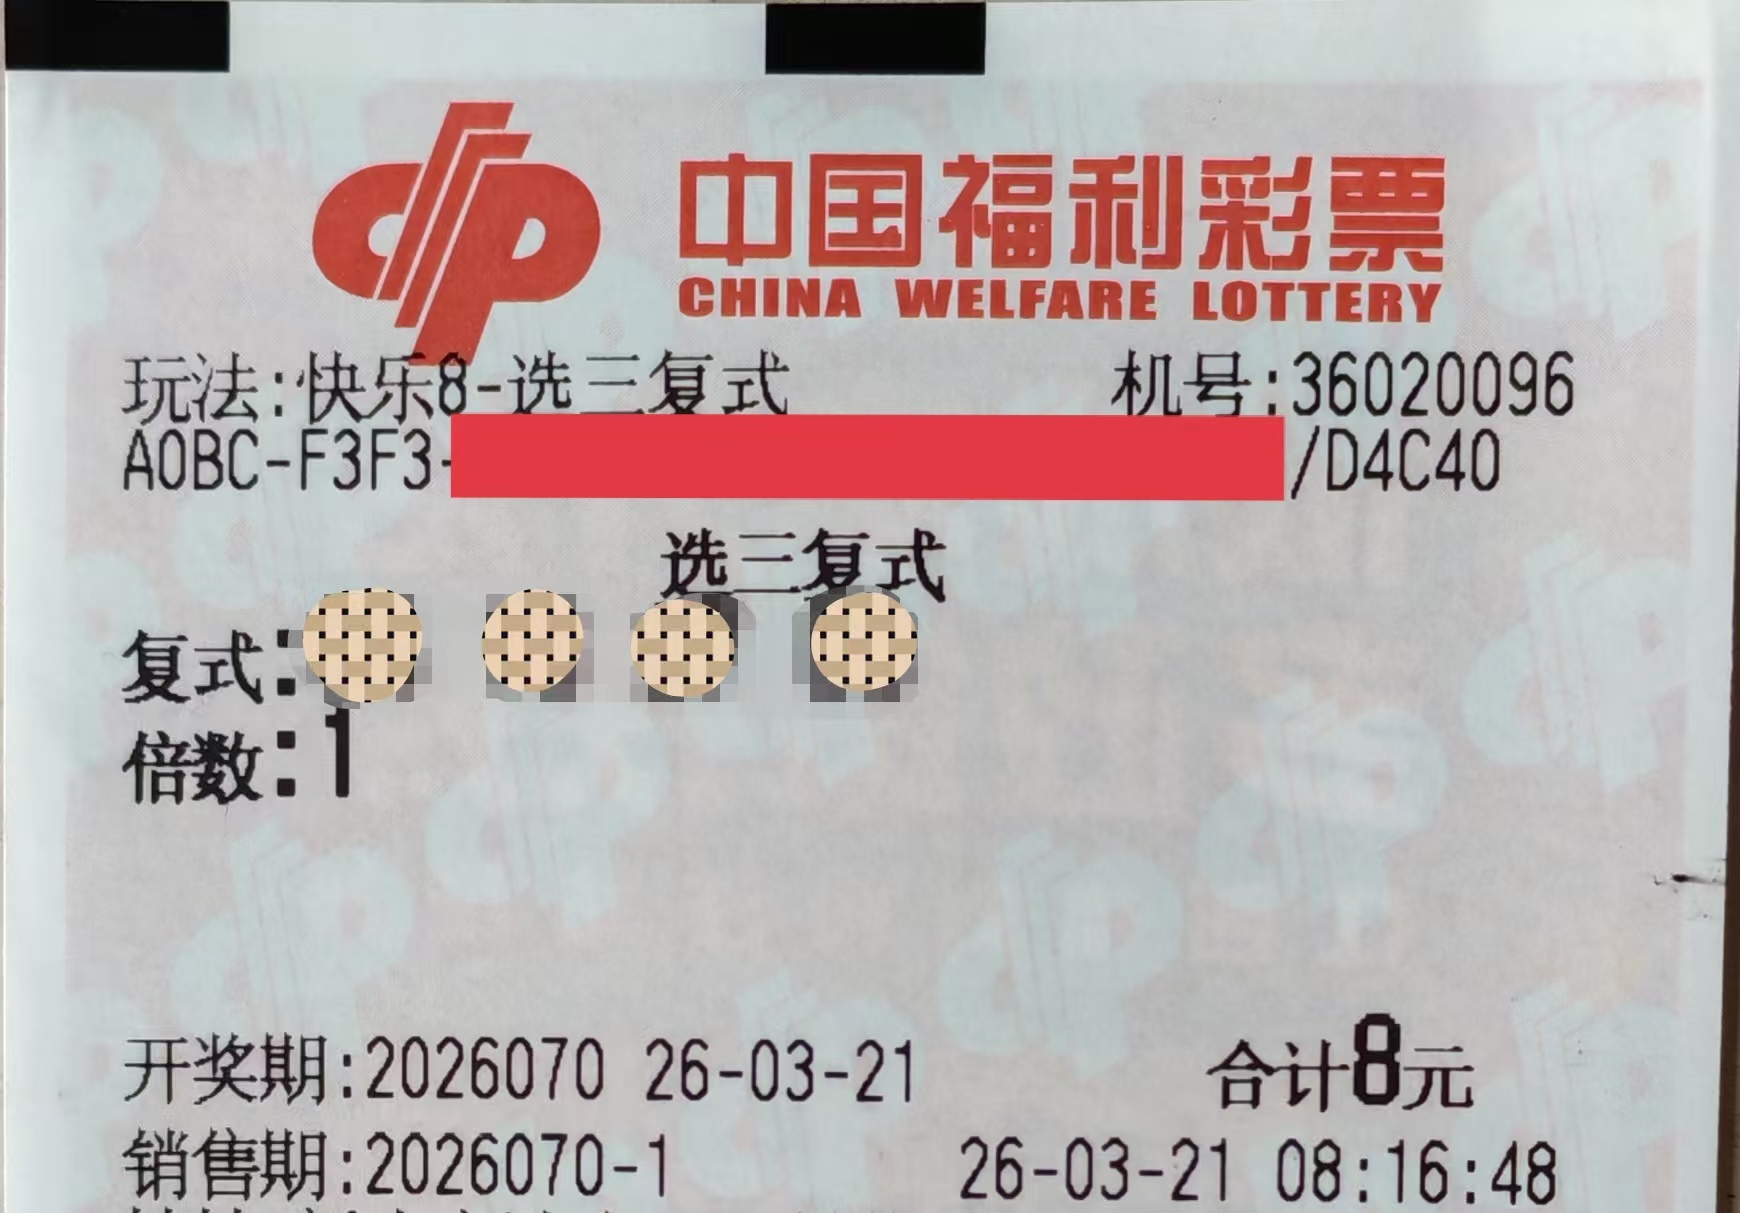 中国福利彩票
CHINA WELFARE LOTTERY
玩法:快乐8-选三复式 机号:36020096
A0BC-F3F3- /D4C40
选三复式
复式:
倍数:1
开奖期:2026070 26-03-21 合计8元
销售期:2026070-1 26-03-21 08:16:48